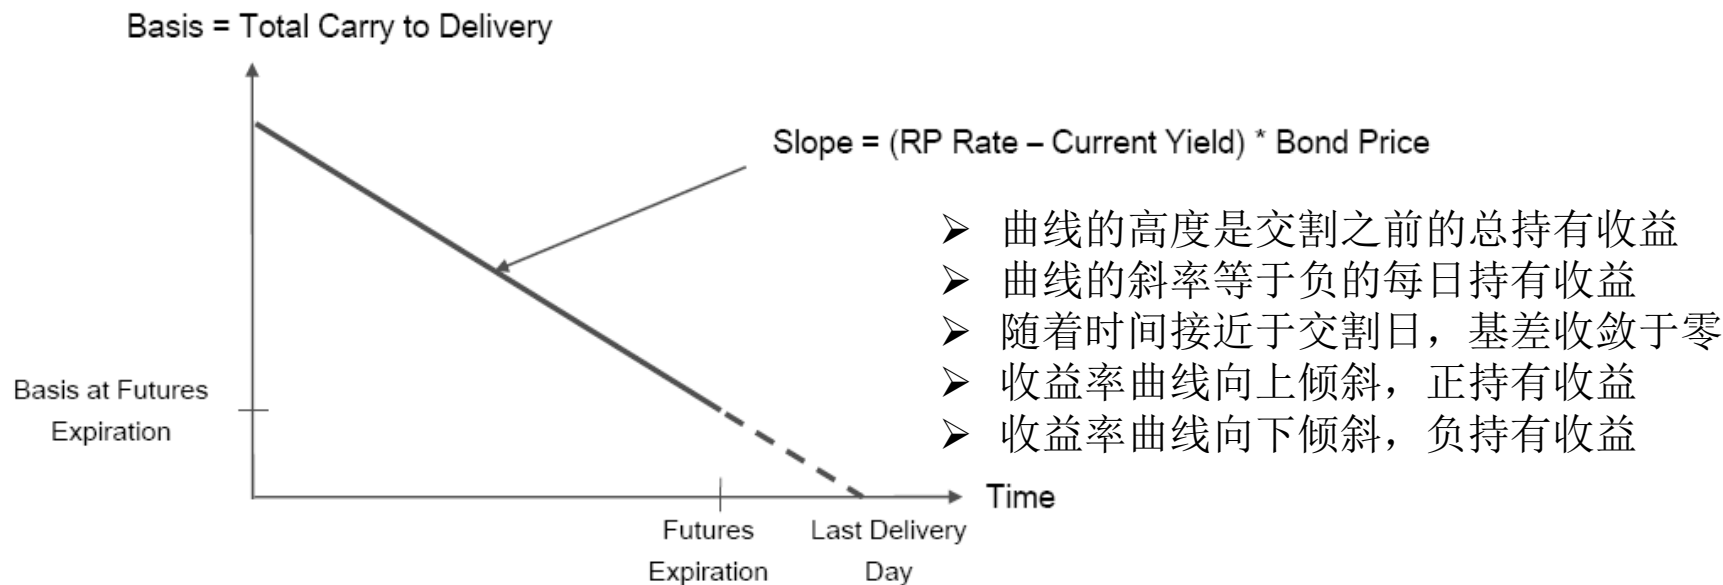 Basis = Total Carry to Delivery
Slope = (RP Rate – Current Yield) * Bond Price
➢ 曲线的高度是交割之前的总持有收益
➢ 曲线的斜率等于负的每日持有收益
➢ 随着时间接近于交割日，基差收敛于零
➢ 收益率曲线向上倾斜，正持有收益
➢ 收益率曲线向下倾斜，负持有收益
Basis at Futures
Expiration
Time
Futures
Expiration
Last Delivery
Day